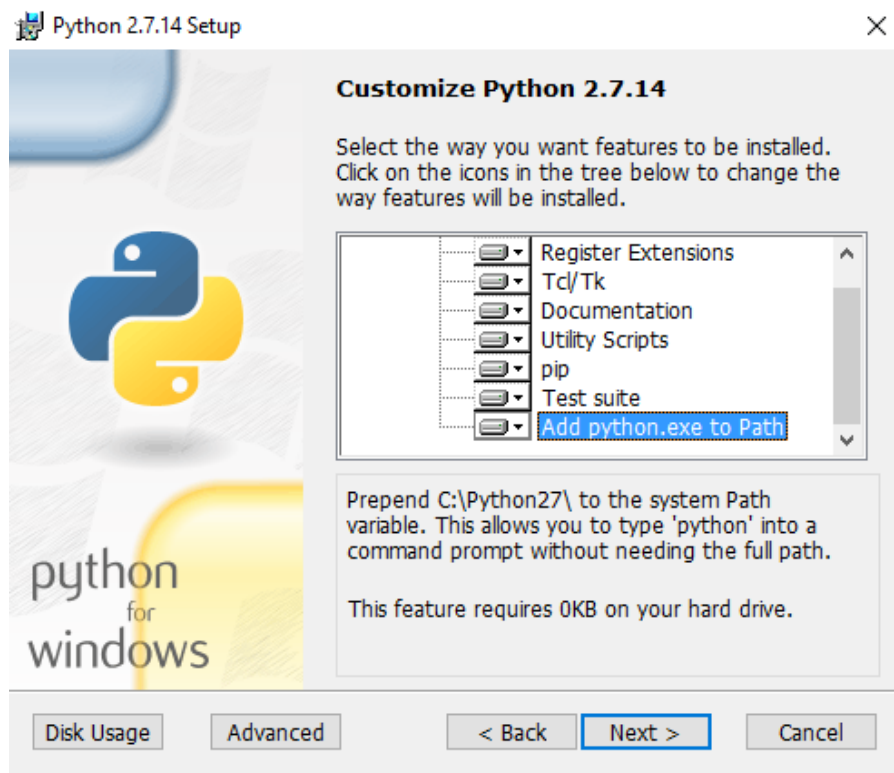 Python 2.7.14 Setup
Customize Python 2.7.14
Select the way you want features to be installed.
Click on the icons in the tree below to change the
way features will be installed.
Register Extensions
Tcl/Tk
Documentation
Utility Scripts
pip
Test suite
Add python.exe to Path
Prepend C:\Python27\ to the system Path
variable. This allows you to type 'python' into a
command prompt without needing the full path.
This feature requires 0KB on your hard drive.
python
for
windows
Disk Usage
Advanced
< Back
Next >
Cancel